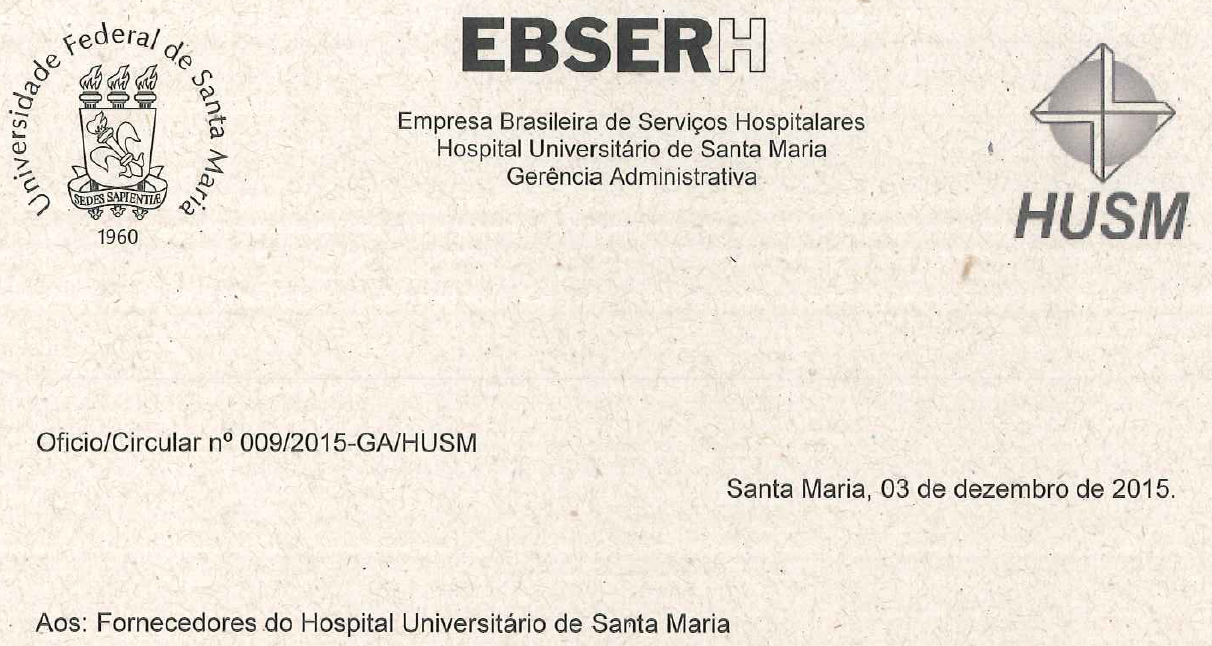 Universidade Federal de Santa Maria
SEDES SAPIENTIÆ
1960
EBSERH
Empresa Brasileira de Serviços Hospitalares
Hospital Universitário de Santa Maria
Gerência Administrativa
HUSM
Oficio/Circular nº 009/2015-GA/HUSM
Santa Maria, 03 de dezembro de 2015.
Aos: Fornecedores do Hospital Universitário de Santa Maria